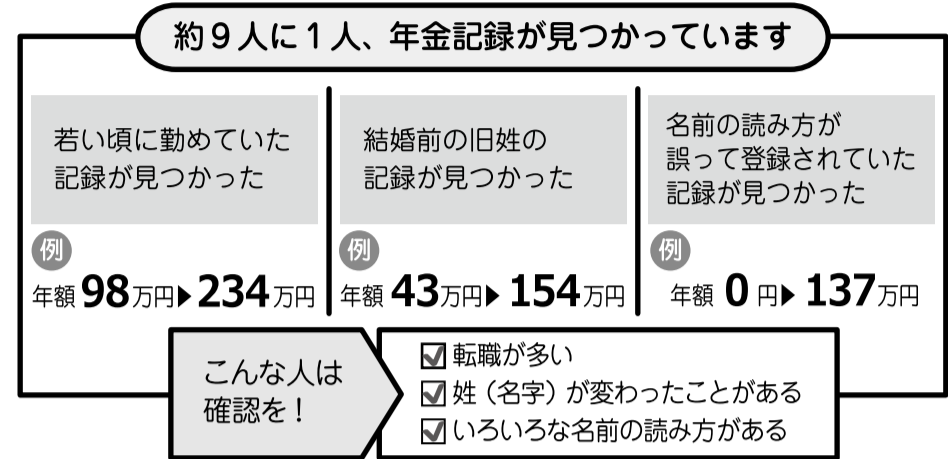 約9人に1人、年金記録が見つかっています
若い頃に勤めていた
記録が見つかった
例
年額 98万円▶234万円
結婚前の旧姓の
記録が見つかった
例
年額 43万円▶154万円
名前の読み方が
誤って登録されていた
記録が見つかった
例
年額 0 円▶137万円
こんな人は
確認を!
転職が多い
姓(名字)が変わったことがある
いろいろな名前の読み方がある